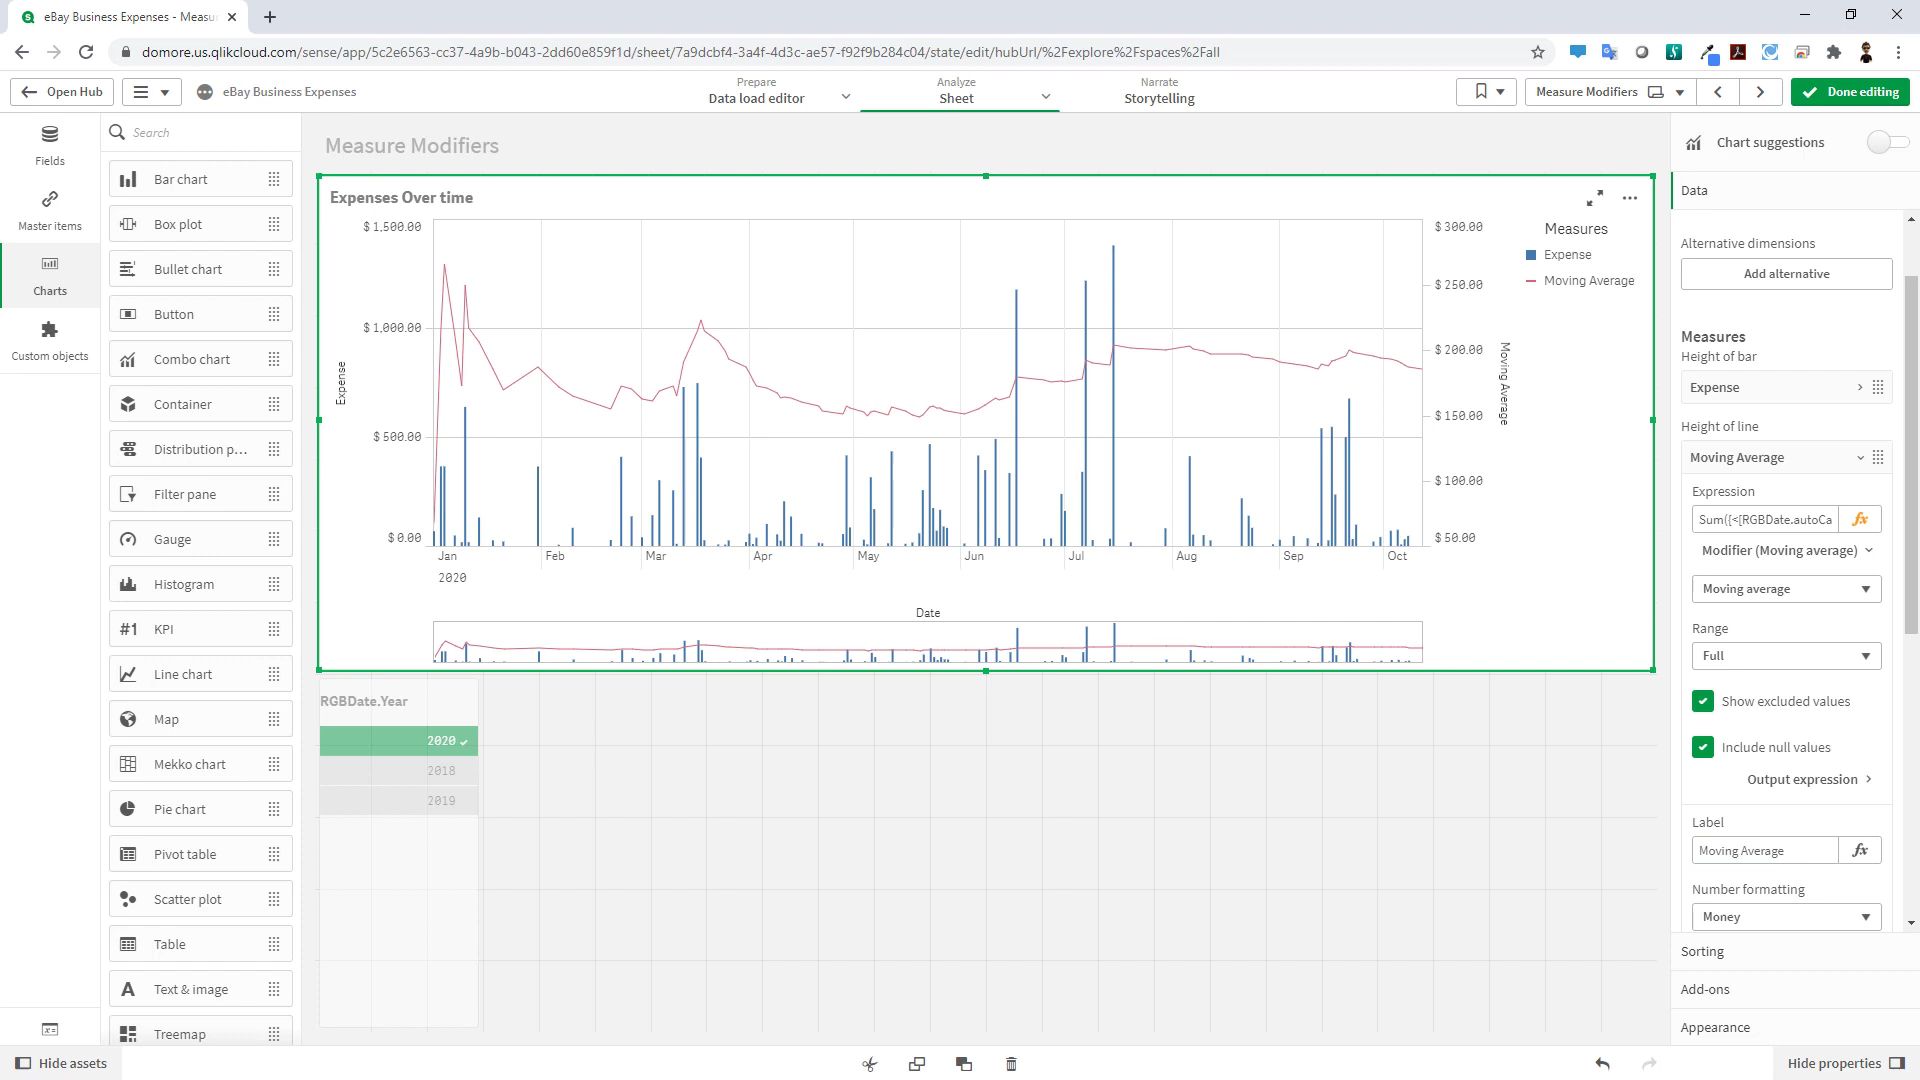 eBay Business Expenses - Measu
domore.us.qlikcloud.com/sense/app/5c2e6563-cc37-4a9b-b043-2dd60e859f1d/sheet/7a9dcbf4-3a4f-4d3c-ae57-f92f9b284c04/state/edit/hubUrl/%2Fexplore%2Fspaces%2Fall
Open Hub
eBay Business Expenses
Prepare
Data load editor
Analyze
Sheet
Narrate
Storytelling
Measure Modifiers
Done editing
Fields
Master items
Charts
Custom objects
Search
Bar chart
Box plot
Bullet chart
Button
Combo chart
Container
Distribution p...
Filter pane
Gauge
Histogram
#1 KPI
Line chart
Map
Mekko chart
Pie chart
Pivot table
Scatter plot
Table
A Text & image
Treemap
Measure Modifiers
Expenses Over time
$ 1,500.00
$ 1,000.00
$ 500.00
$ 0.00
Expense
$ 300.00
$ 250.00
$ 200.00
$ 150.00
$ 100.00
$ 50.00
Moving Average
Measures
Expense
Moving Average
Jan Feb Mar Apr May Jun Jul Aug Sep Oct
2020
Date
RGBDate.Year
2020
2018
2019
Chart suggestions
Data
Alternative dimensions
Add alternative
Measures
Height of bar
Expense
Height of line
Moving Average
Expression
Sum({<[RGBDate.autoCa fx
Modifier (Moving average)
Moving average
Range
Full
Show excluded values
Include null values
Output expression
Label
Moving Average fx
Number formatting
Money
Sorting
Add-ons
Appearance
Hide assets
Hide properties